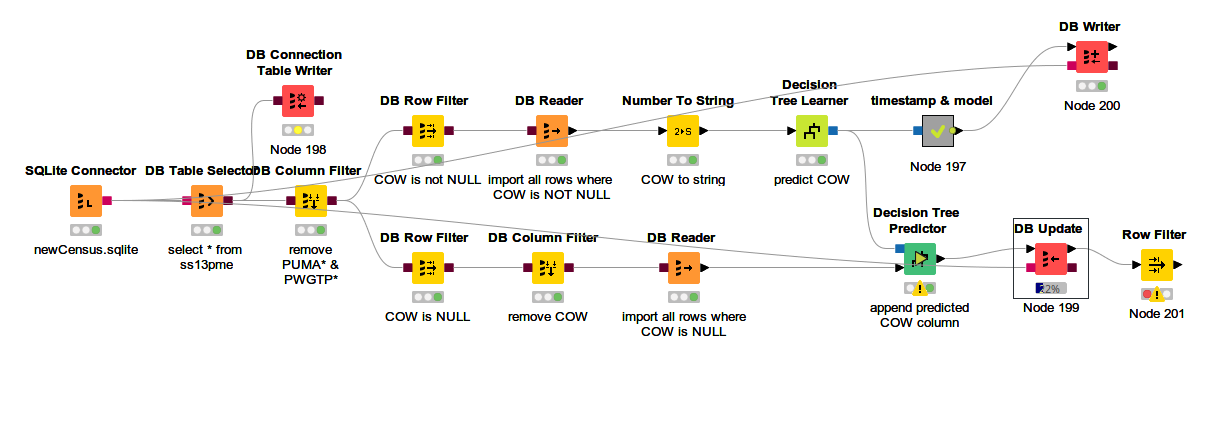 DB Writer
Node 200
DB Connection
Table Writer
Node 198
DB Row Filter
COW is not NULL
DB Reader
import all rows where
COW is NOT NULL
Number To String
2 S
COW to string
Decision
Tree Learner
predict COW
timestamp & model
Node 197
SQLite Connector
newCensus.sqlite
DB Table Selector
select * from
ss13pme
DB Column Filter
remove
PUMA* &
PWGTP*
DB Row Filter
COW is NULL
DB Column Filter
remove COW
DB Reader
import all rows where
COW is NULL
Decision Tree
Predictor
append predicted
COW column
DB Update
Node 199
Row Filter
Node 201